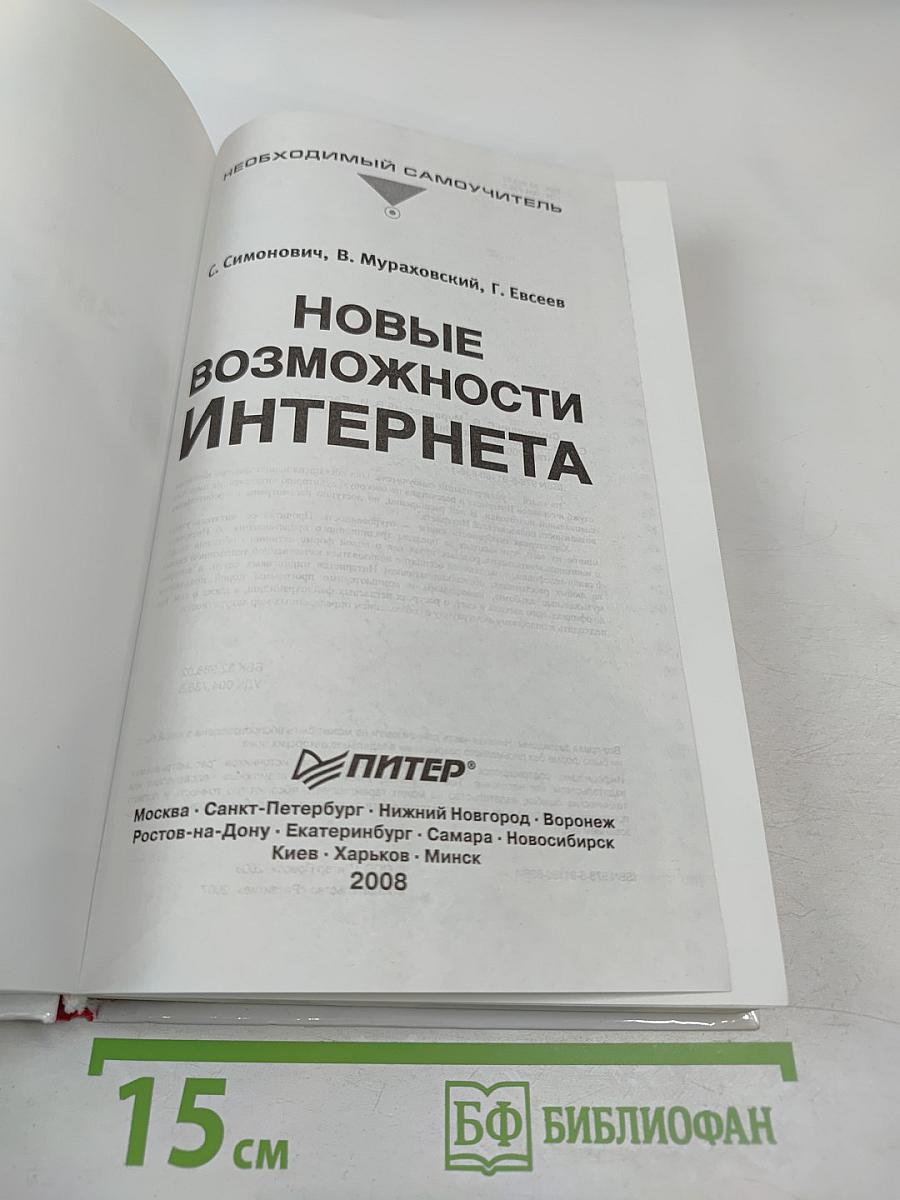 НЕОБХОДИМЫЙ САМОУЧИТЕЛЬ
С. Симонович, В. Мураховский, Г. Евсеев
НОВЫЕ
ВОЗМОЖНОСТИ
ИНТЕРНЕТА
ПИТЕР®
Москва · Санкт-Петербург · Нижний Новгород · Воронеж
Ростов-на-Дону · Екатеринбург · Самара · Новосибирск
Киев · Харьков · Минск
2008
15 см
БФ БИБЛИОФАН